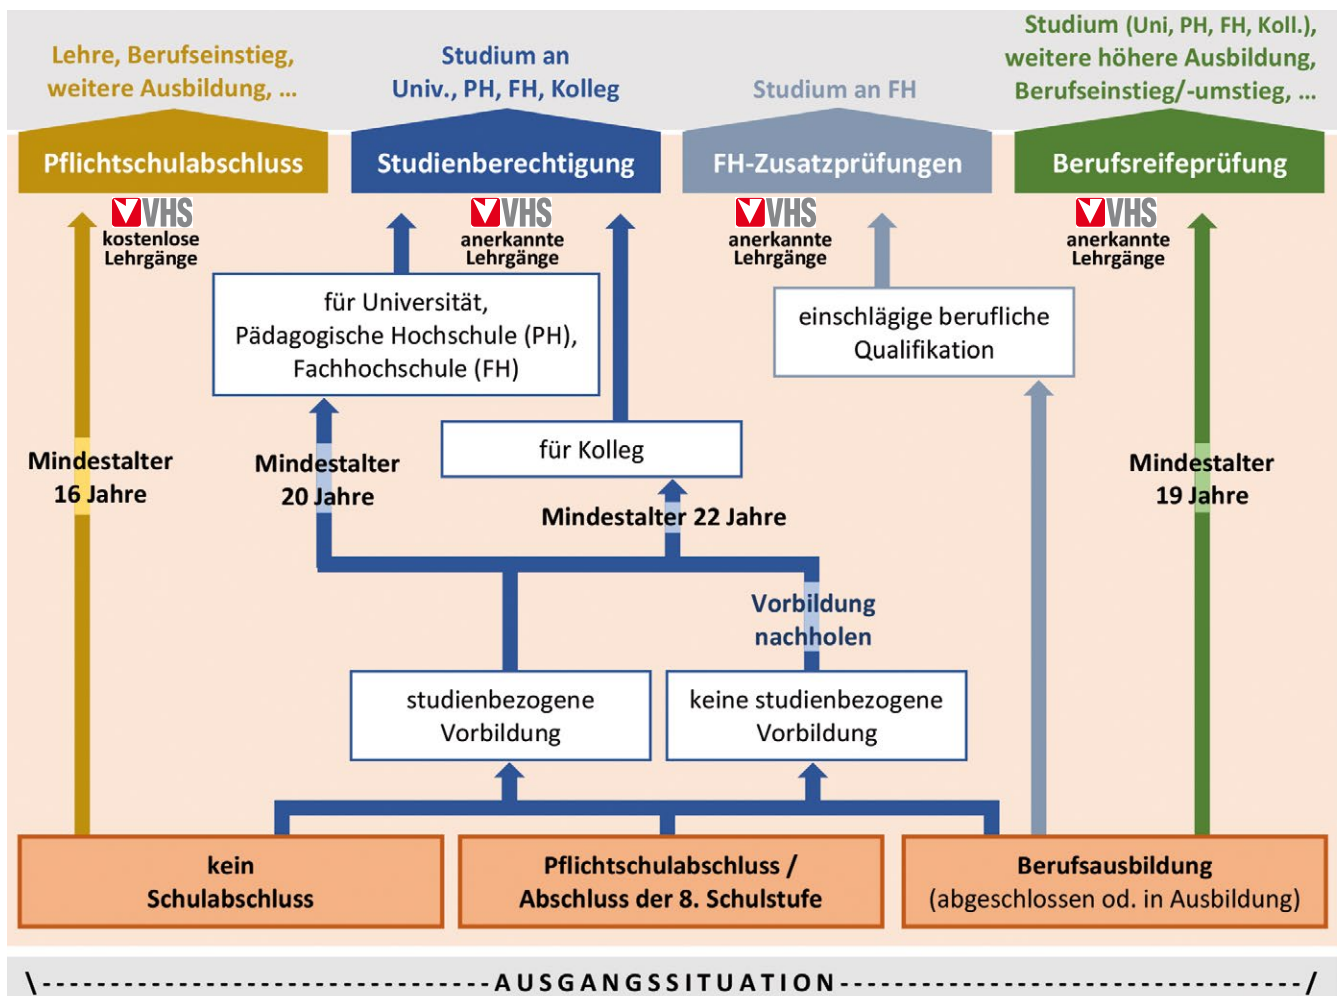 Lehre, Berufseinstieg,
weitere Ausbildung, ...
Studium an
Univ., PH, FH, Kolleg
Studium an FH
Studium (Uni, PH, FH, Koll.),
weitere höhere Ausbildung,
Berufseinstieg/-umstieg, ...
Pflichtschulabschluss
Studienberechtigung
FH-Zusatzprüfungen
Berufsreifeprüfung
VHS
kostenlose
Lehrgänge
VHS
anerkannte
Lehrgänge
VHS
anerkannte
Lehrgänge
VHS
anerkannte
Lehrgänge
für Universität,
Pädagogische Hochschule (PH),
Fachhochschule (FH)
einschlägige berufliche
Qualifikation
für Kolleg
Mindestalter
16 Jahre
Mindestalter
20 Jahre
Mindestalter 22 Jahre
Mindestalter
19 Jahre
Vorbildung
nachholen
studienbezogene
Vorbildung
keine studienbezogene
Vorbildung
kein
Schulabschluss
Pflichtschulabschluss /
Abschluss der 8. Schulstufe
Berufsausbildung
(abgeschlossen od. in Ausbildung)
\---------------------------------AUSGANGSSITUATION-----------------------------------/